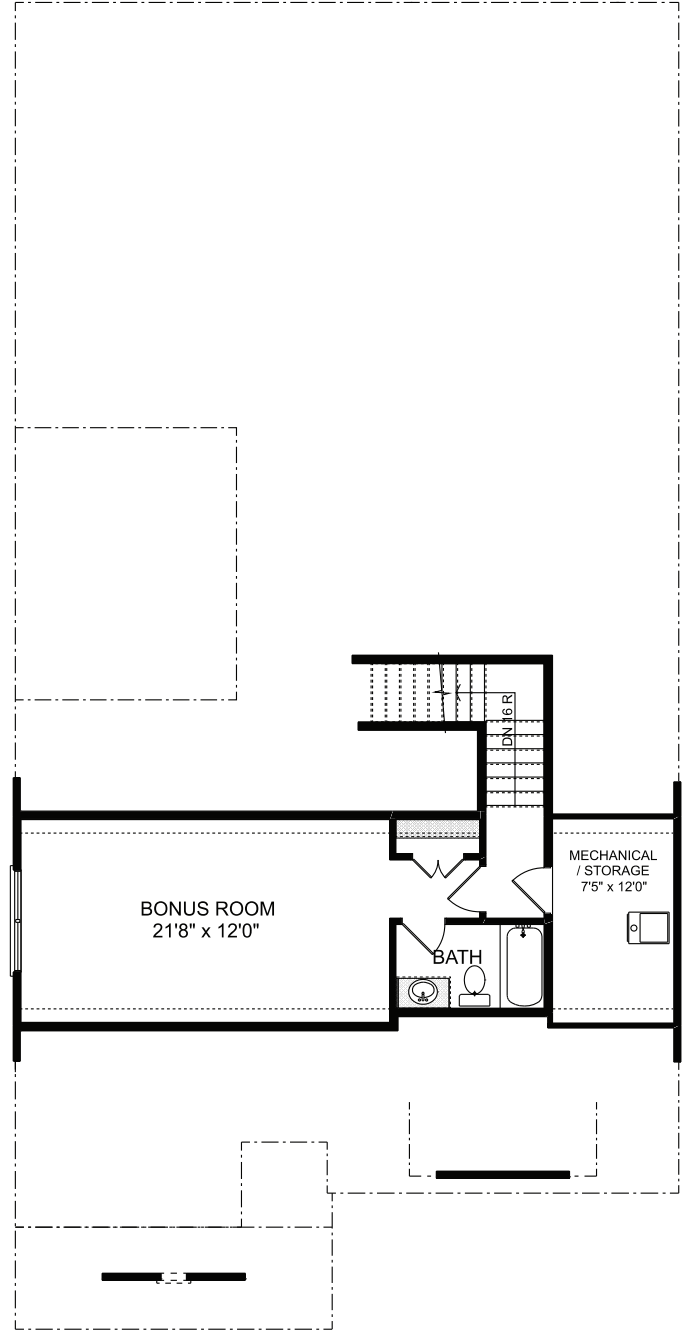 DN 16 R
MECHANICAL
/ STORAGE
7'5" x 12'0"
BONUS ROOM
21'8" x 12'0"
BATH